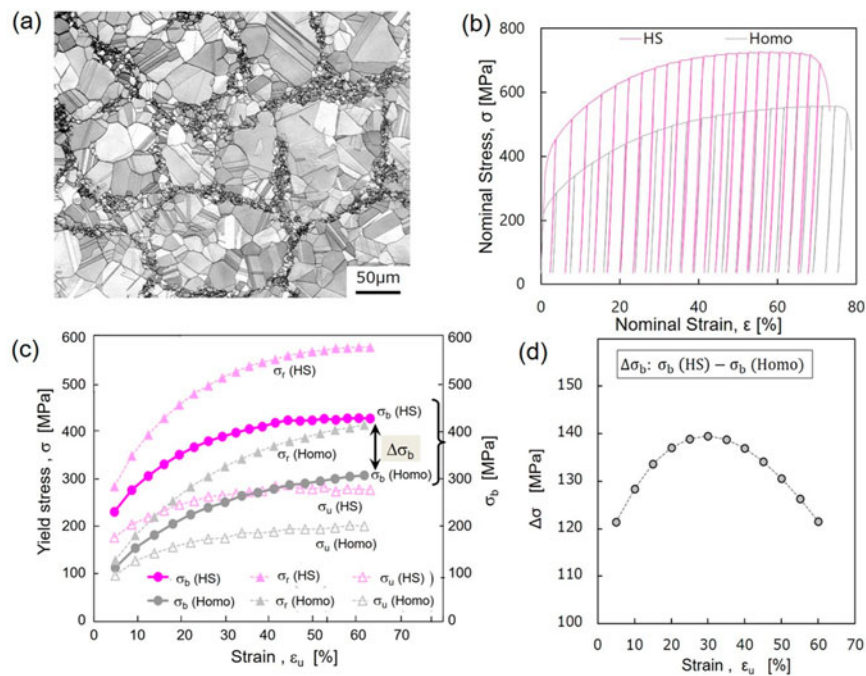 (a)
50μm
(b)
HS Homo
Nominal Stress, σ [MPa]
800
600
400
200
0
0 20 40 60 80
Nominal Strain, ε [%]
(c)
Yield stress , σ [MPa]
600
500
400
300
200
100
0
σr (HS)
σb (HS)
σr (Homo)
Δσb
σb (Homo)
σu (HS)
σu (Homo)
σb (HS) σr (HS) σu (HS) )
σb (Homo) σr (Homo) σu (Homo)
0 10 20 30 40 50 60 70
Strain , εu [%]
600
500
400
300
200
100
0
σb [MPa]
(d)
Δσb: σb (HS) − σb (Homo)
Δσ [MPa]
150
140
130
120
110
100
0 10 20 30 40 50 60 70
Strain , εu [%]